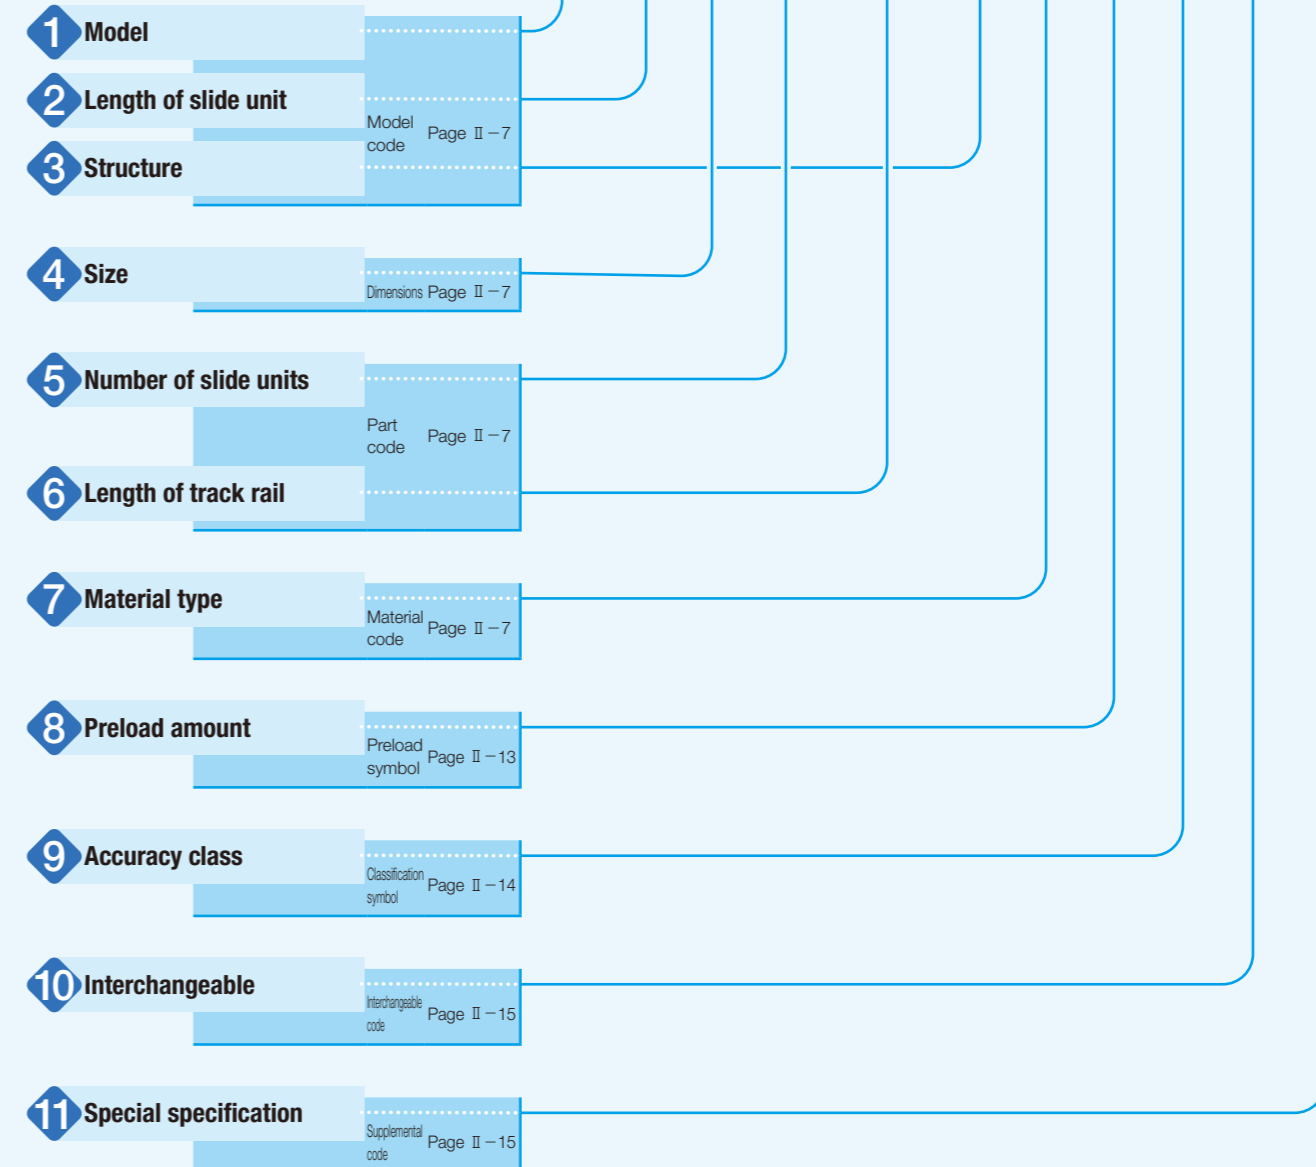 1 Model
2 Length of slide unit
Model code Page Ⅱ－7
3 Structure
4 Size
Dimensions Page Ⅱ－7
5 Number of slide units
Part code Page Ⅱ－7
6 Length of track rail
7 Material type
Material code Page Ⅱ－7
8 Preload amount
Preload symbol Page Ⅱ－13
9 Accuracy class
Classification symbol Page Ⅱ－14
10 Interchangeable
Interchangeable code Page Ⅱ－15
11 Special specification
Supplemental code Page Ⅱ－15